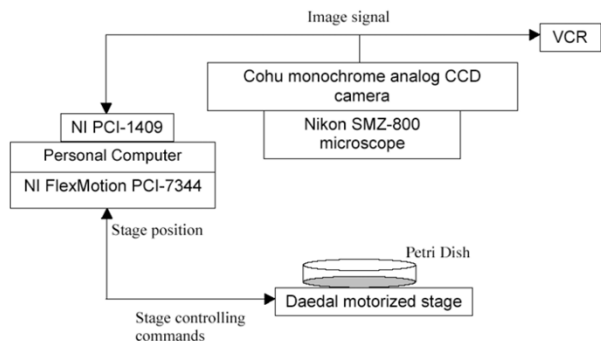 Image signal
VCR
Cohu monochrome analog CCD
camera
NI PCI-1409
Nikon SMZ-800
microscope
Personal Computer
NI FlexMotion PCI-7344
Stage position
Petri Dish
Daedal motorized stage
Stage controlling
commands